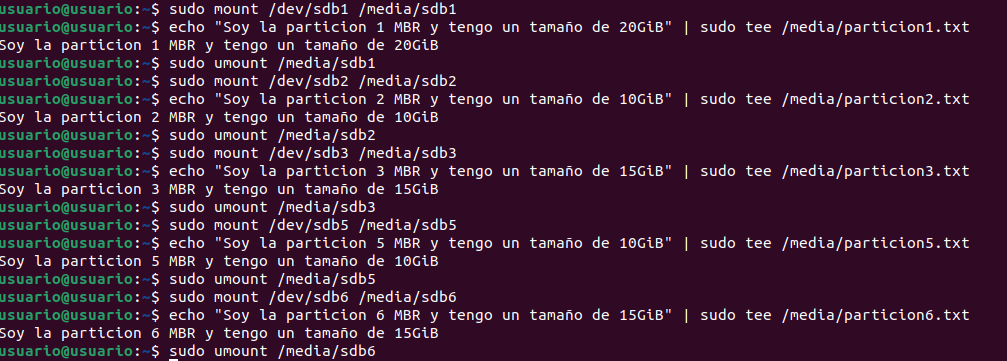 usuario@usuario:~$ sudo mount /dev/sdb1 /media/sdb1
usuario@usuario:~$ echo "Soy la particion 1 MBR y tengo un tamaño de 20GiB" | sudo tee /media/particion1.txt
Soy la particion 1 MBR y tengo un tamaño de 20GiB
usuario@usuario:~$ sudo umount /media/sdb1
usuario@usuario:~$ sudo mount /dev/sdb2 /media/sdb2
usuario@usuario:~$ echo "Soy la particion 2 MBR y tengo un tamaño de 10GiB" | sudo tee /media/particion2.txt
Soy la particion 2 MBR y tengo un tamaño de 10GiB
usuario@usuario:~$ sudo umount /media/sdb2
usuario@usuario:~$ sudo mount /dev/sdb3 /media/sdb3
usuario@usuario:~$ echo "Soy la particion 3 MBR y tengo un tamaño de 15GiB" | sudo tee /media/particion3.txt
Soy la particion 3 MBR y tengo un tamaño de 15GiB
usuario@usuario:~$ sudo umount /media/sdb3
usuario@usuario:~$ sudo mount /dev/sdb5 /media/sdb5
usuario@usuario:~$ echo "Soy la particion 5 MBR y tengo un tamaño de 10GiB" | sudo tee /media/particion5.txt
Soy la particion 5 MBR y tengo un tamaño de 10GiB
usuario@usuario:~$ sudo umount /media/sdb5
usuario@usuario:~$ sudo mount /dev/sdb6 /media/sdb6
usuario@usuario:~$ echo "Soy la particion 6 MBR y tengo un tamaño de 15GiB" | sudo tee /media/particion6.txt
Soy la particion 6 MBR y tengo un tamaño de 15GiB
usuario@usuario:~$ sudo umount /media/sdb6